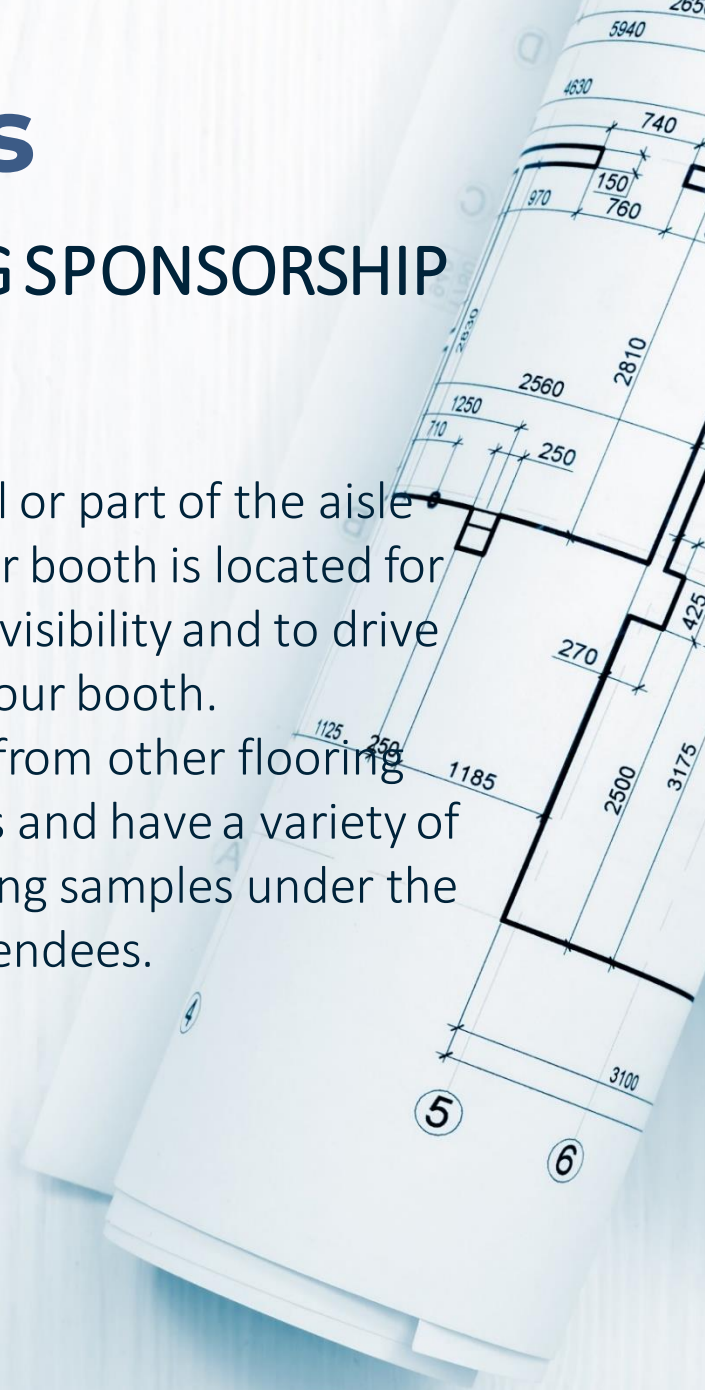 s
G SPONSORSHIP
l or part of the aisle
r booth is located for
visibility and to drive
our booth.
from other flooring
s and have a variety of
ng samples under the
endees.
5940
4630
740
150
970
760
2830
2810
2560
1250
710
250
425
270
1125
250
1185
2500
3175
4
3100
5
6